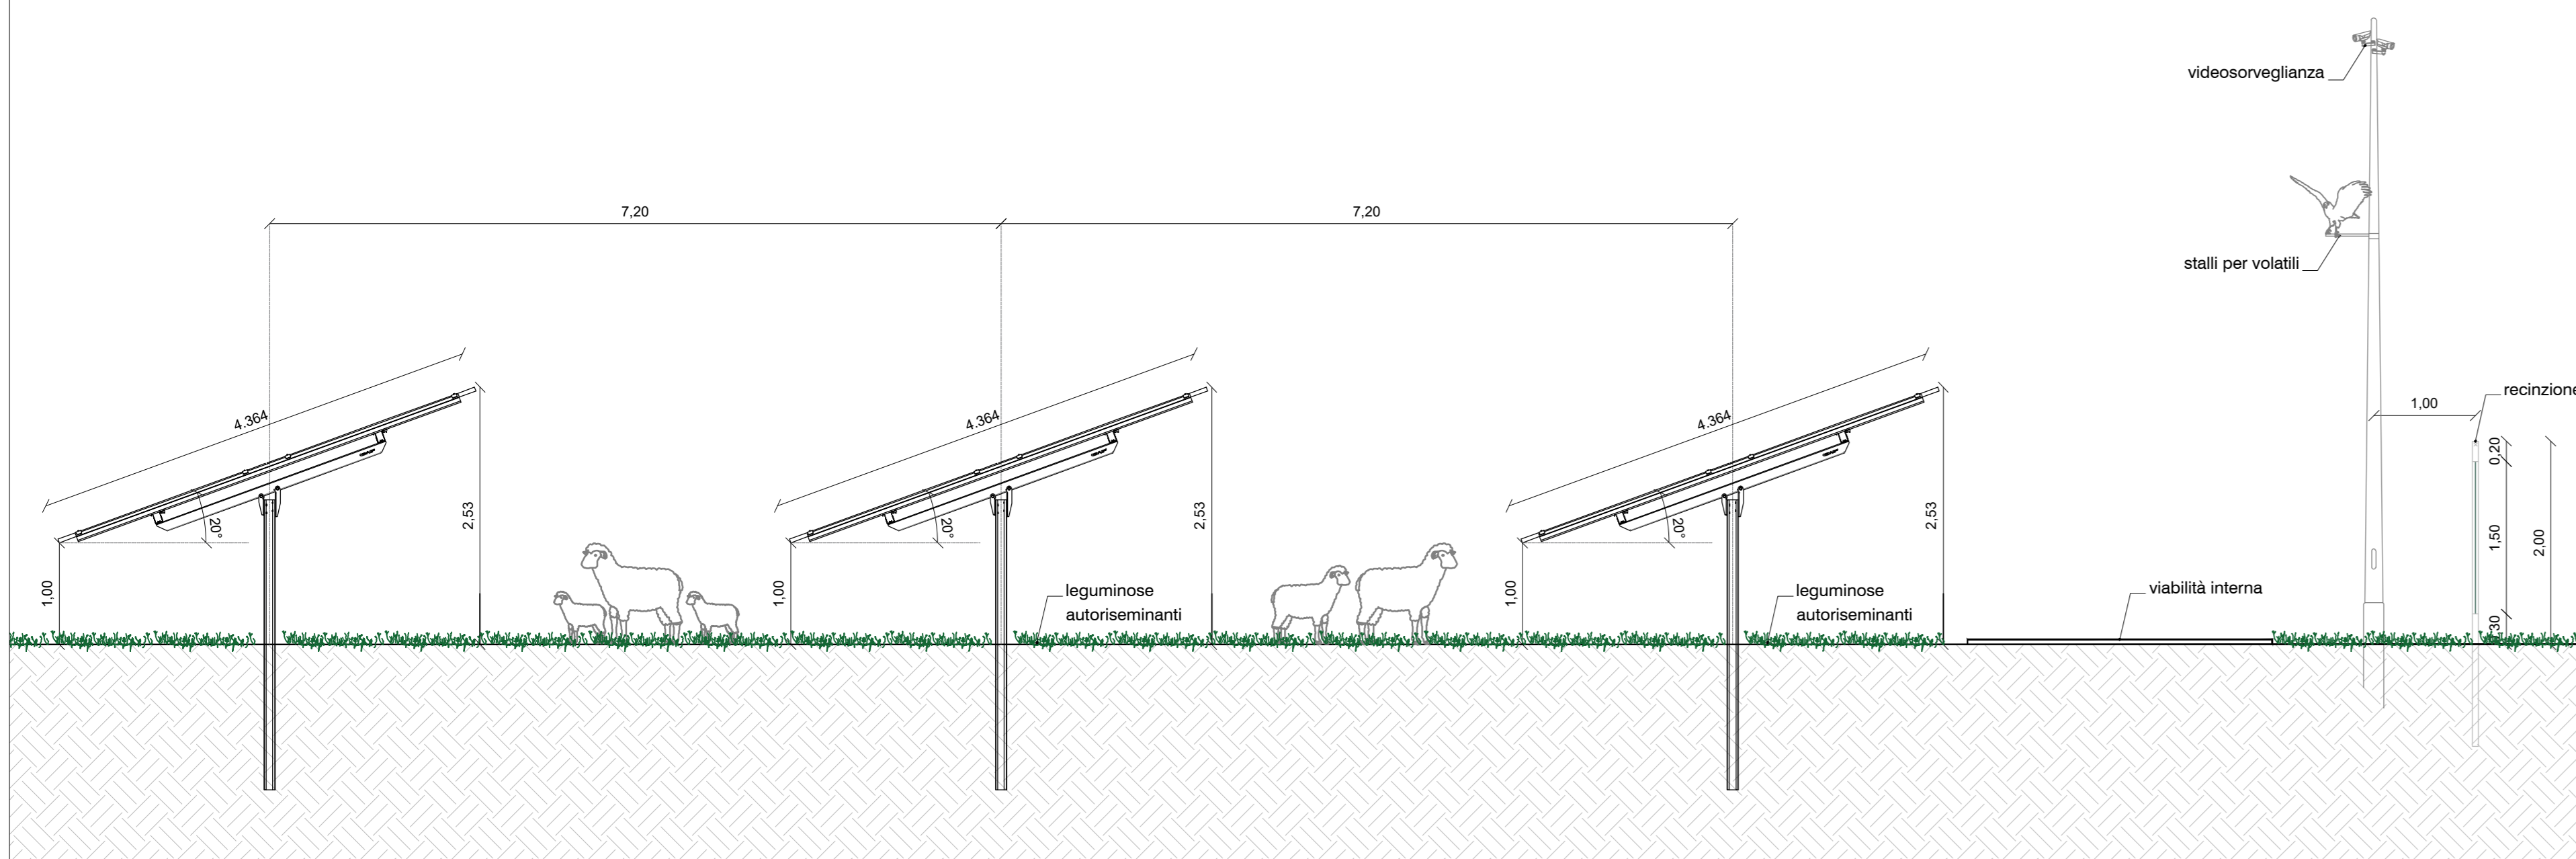 videosorveglianza
stalli per volatili
7,20
7,20
4.364
4.364
4.364
20°
20°
20°
2,53
2,53
2,53
1,00
1,00
1,00
leguminose
autoriseminanti
leguminose
autoriseminanti
viabilità interna
1,00
recinzione
0,20
1,50
2,00